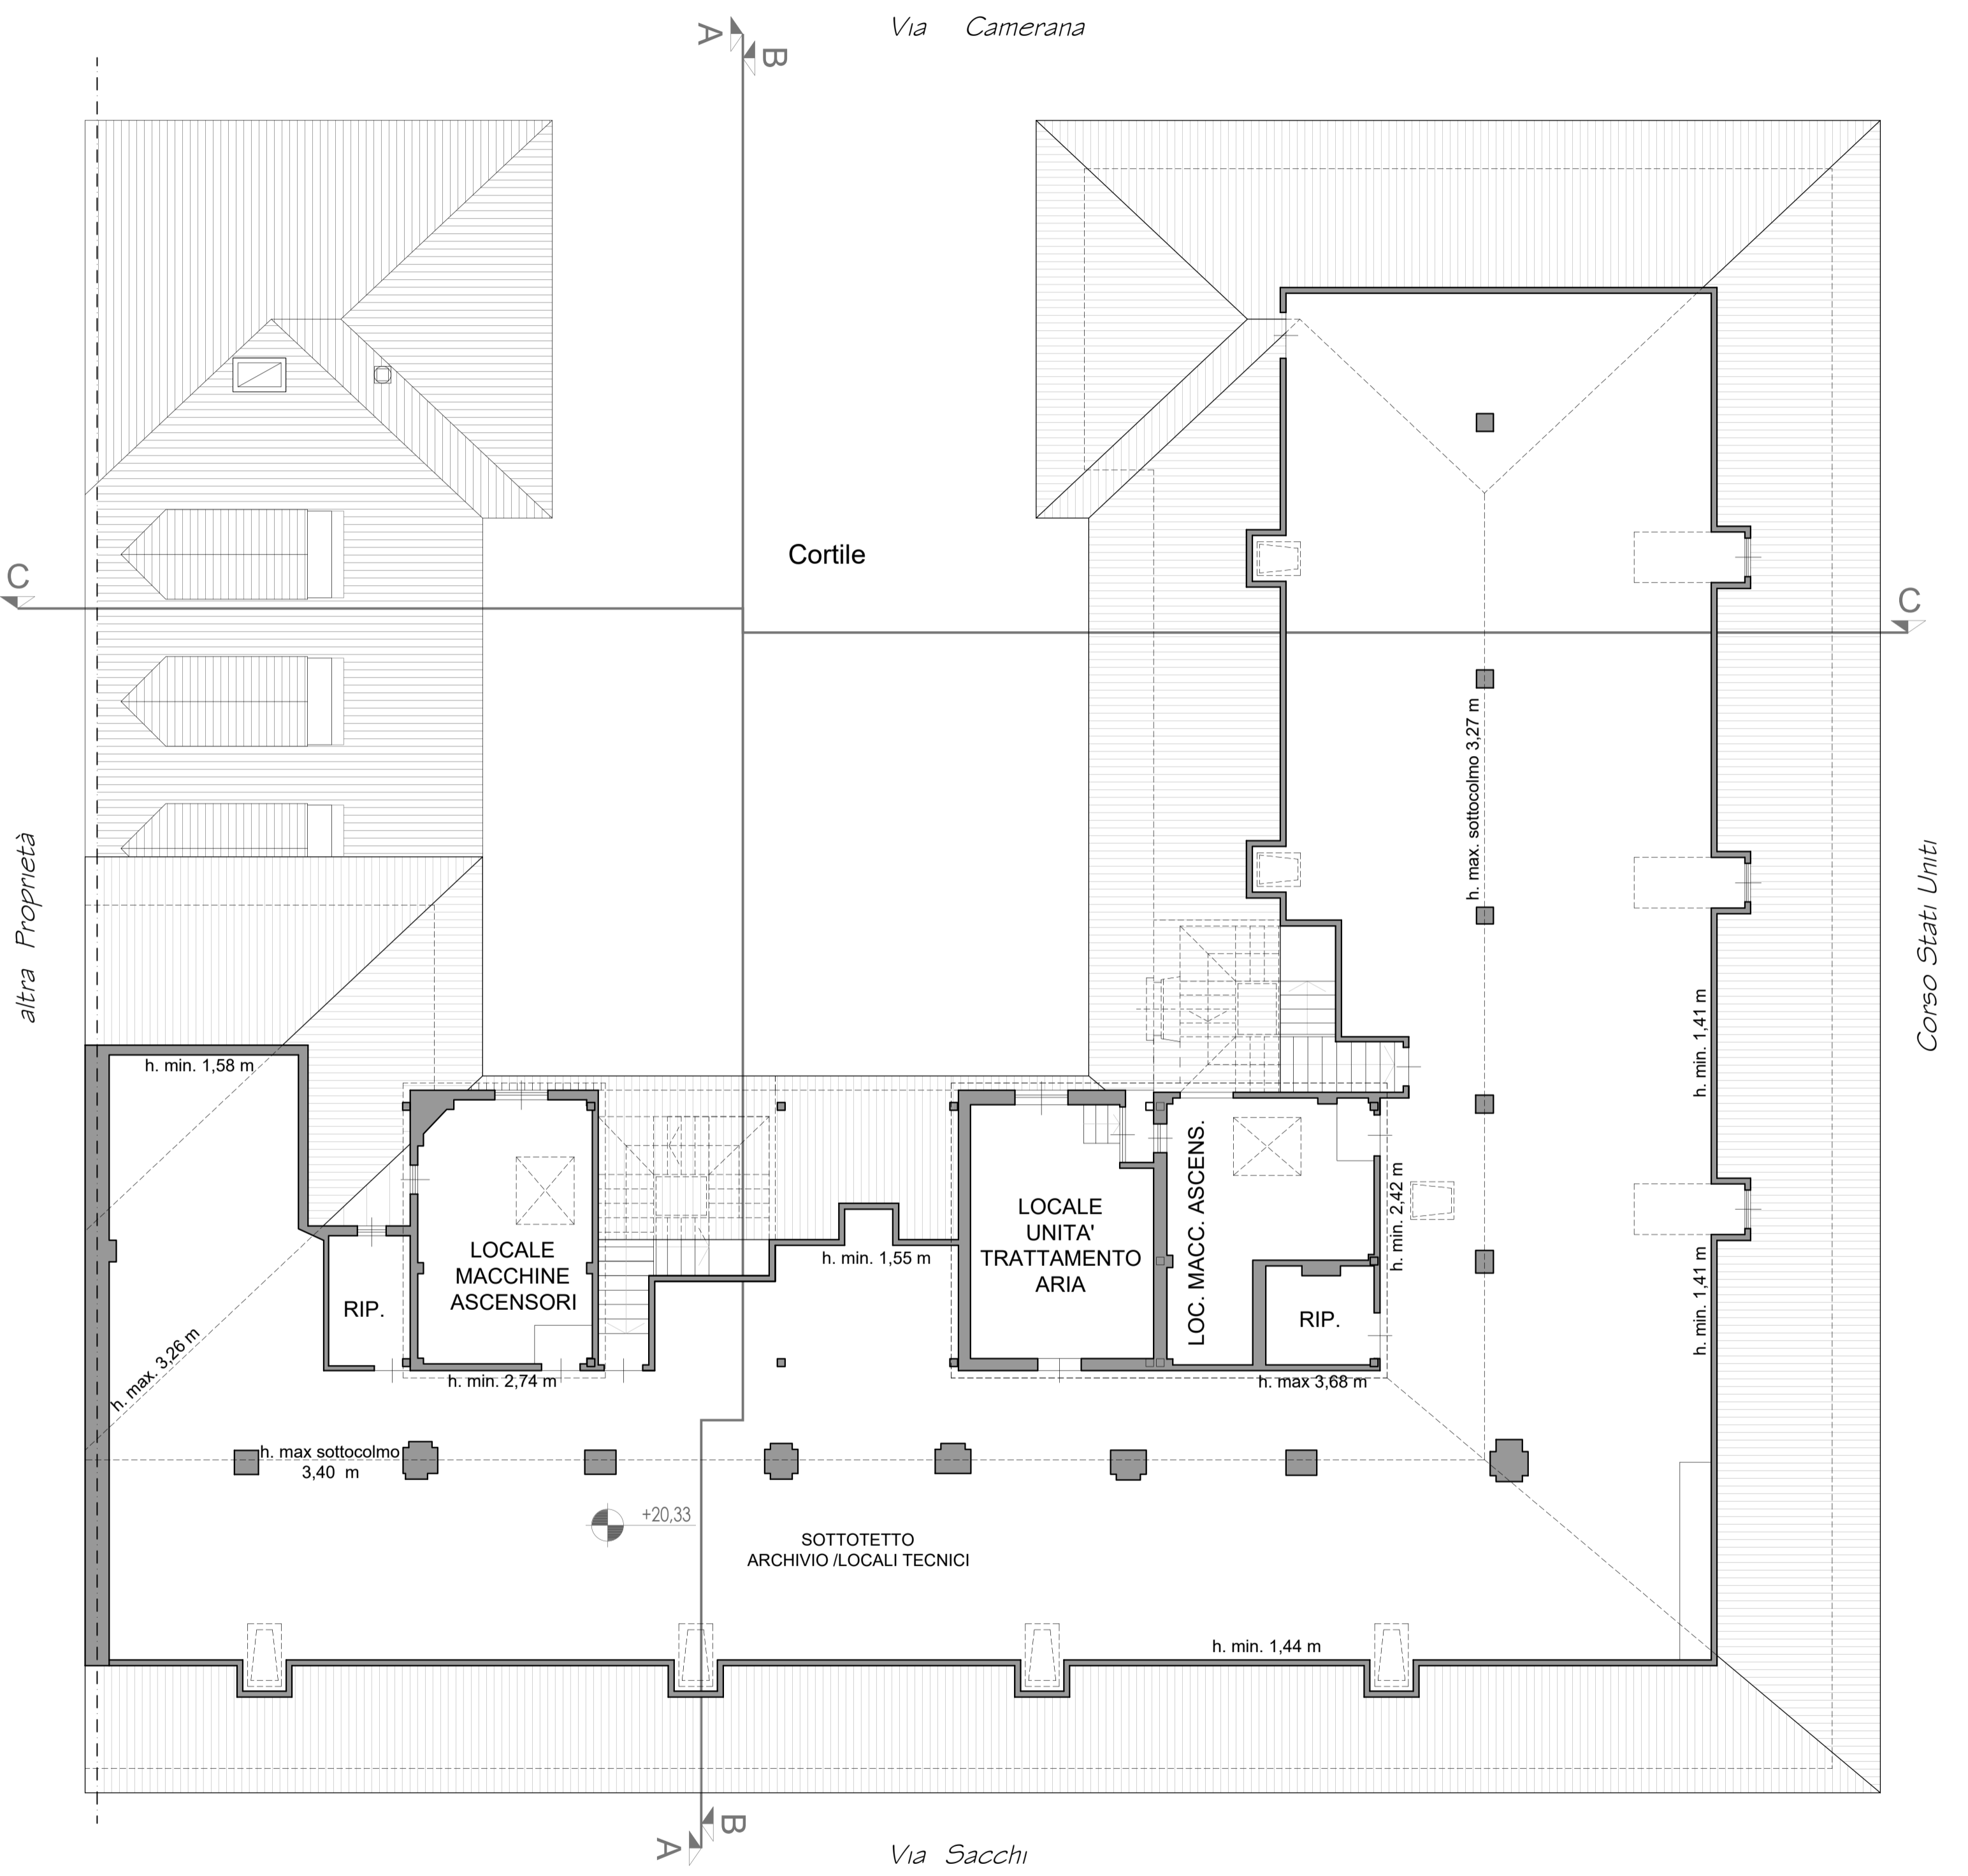 Via Camerana
A
B
Cortile
C
C
h. max. sottocolmo 3,27 m
altra Proprietà
Corso Stati Uniti
h. min. 1,41 m
h. min. 1,58 m
LOCALE
MACCHINE
ASCENSORI
RIP.
h. min. 1,55 m
LOCALE
UNITA'
TRATTAMENTO
ARIA
LOC. MACC. ASCENS.
h. min. 2,42 m
RIP.
h. min. 1,41 m
h. max. 3,26 m
h. min. 2,74 m
h. max 3,68 m
h. max sottocolmo
3,40 m
+20,33
SOTTOTETTO
ARCHIVIO /LOCALI TECNICI
h. min. 1,44 m
B
A
Via Sacchi